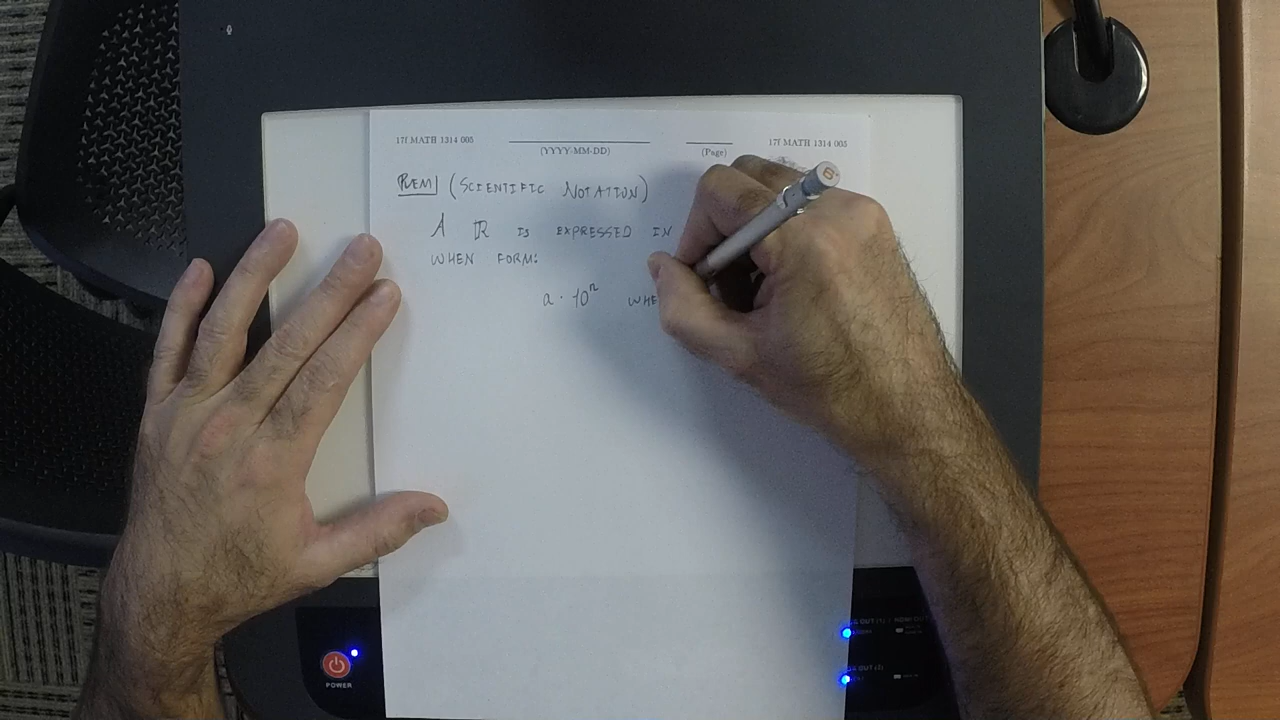 17f MATH 1314 005 17f MATH 1314 005
(YYYY-MM-DD) (Page)
(SCIENTIFIC NOTATION)
A ℝ IS EXPRESSED IN
WHEN FORM:
a · 10ⁿ WHE
POWER